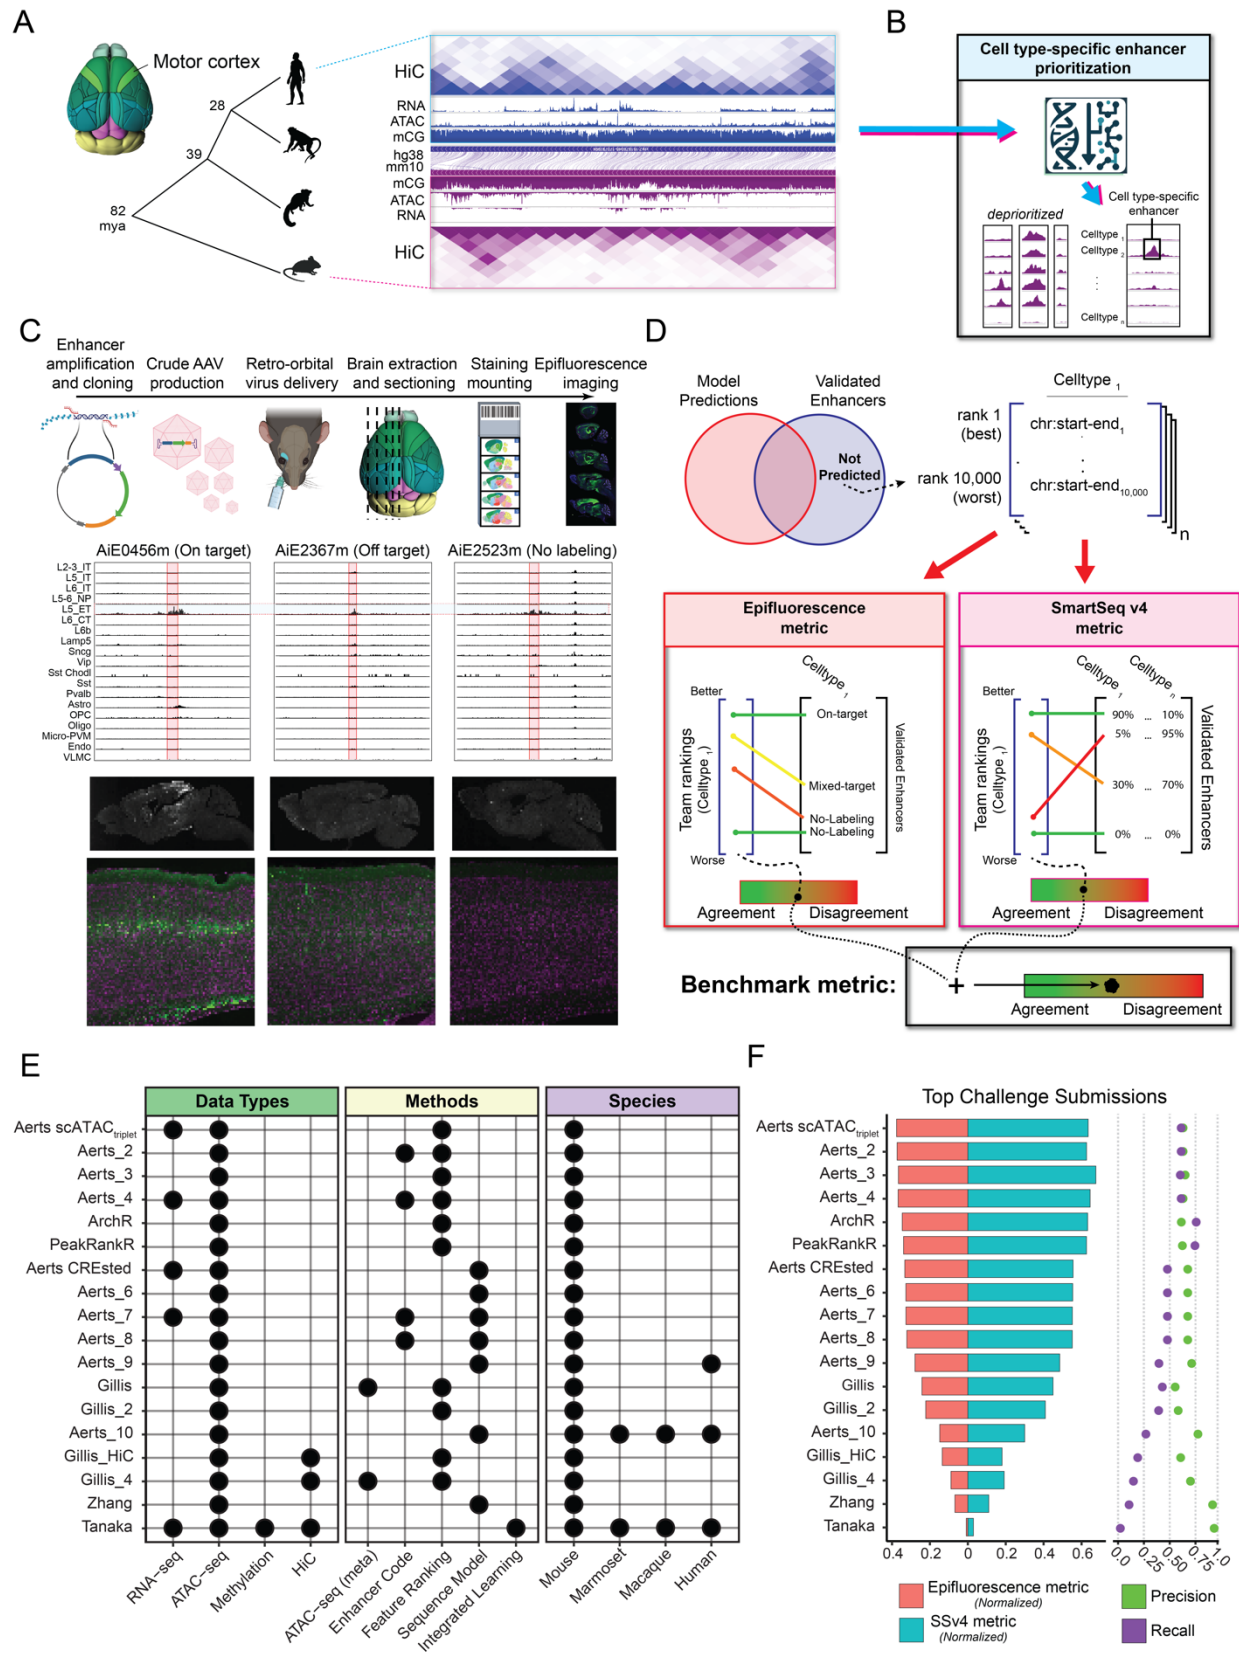 A
Motor cortex
28
39
82
mya
HiC
RNA
ATAC
mCG
hg38
mm10
mCG
ATAC
RNA
HiC
B
Cell type-specific enhancer
prioritization
Cell type-specific
enhancer
deprioritized
Celltype 1
Celltype 2
Celltype n
C
Enhancer
amplification
and cloning
Crude AAV
production
Retro-orbital
virus delivery
Brain extraction
and sectioning
Staining
mounting
Epifluorescence
imaging
AiE0456m (On target)
AiE2367m (Off target)
AiE2523m (No labeling)
L2-3_IT
L5_IT
L6_IT
L5-6_NP
L5_ET
L6_CT
L6b
Lamp5
Sncg
Vip
Sst Chodl
Sst
Pvalb
Astro
OPC
Oligo
Micro-PVM
Endo
VLMC
D
Model
Predictions
Validated
Enhancers
Not
Predicted
Celltype 1
rank 1
(best)
chr:start-end1
rank 10,000
(worst)
chr:start-end10,000
n
Epifluorescence
metric
Celltype 1
Better
On-target
Mixed-target
No-Labeling
No-Labeling
Worse
Team rankings
(Celltype 1)
Validated Enhancers
Agreement
Disagreement
SmartSeq v4
metric
Celltype 1
Celltype n
Better
90% ... 10%
5% ... 95%
30% ... 70%
0% ... 0%
Worse
Team rankings
(Celltype 1)
Validated Enhancers
Agreement
Disagreement
Benchmark metric:
+
Agreement
Disagreement
E
Data Types
Methods
Species
Aerts scATACtriplet
Aerts_2
Aerts_3
Aerts_4
ArchR
PeakRankR
Aerts CREsted
Aerts_6
Aerts_7
Aerts_8
Aerts_9
Gillis
Gillis_2
Aerts_10
Gillis_HiC
Gillis_4
Zhang
Tanaka
RNA−seq
ATAC−seq
Methylation
HiC
ATAC−seq (meta)
Enhancer Code
Feature Ranking
Sequence Model
Integrated Learning
Mouse
Marmoset
Macaque
Human
F
Top Challenge Submissions
Aerts scATACtriplet
Aerts_2
Aerts_3
Aerts_4
ArchR
PeakRankR
Aerts CREsted
Aerts_6
Aerts_7
Aerts_8
Aerts_9
Gillis
Gillis_2
Aerts_10
Gillis_HiC
Gillis_4
Zhang
Tanaka
0.4 0.2 0 0.2 0.4 0.6
0.0 0.25 0.50 0.75 1.0
Epifluorescence metric
(Normalized)
SSv4 metric
(Normalized)
Precision
Recall